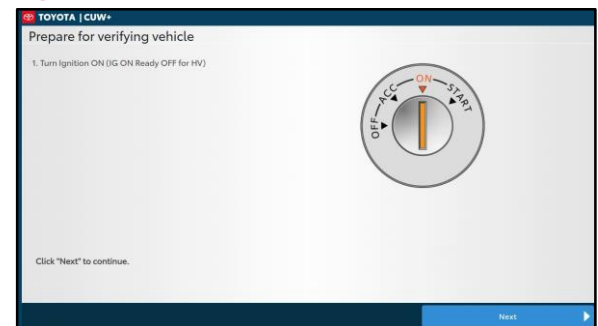 TOYOTA | CUW+
Prepare for verifying vehicle
1. Turn Ignition ON (IG ON Ready OFF for HV)
OFF ACC ON START
Click "Next" to continue.
Next